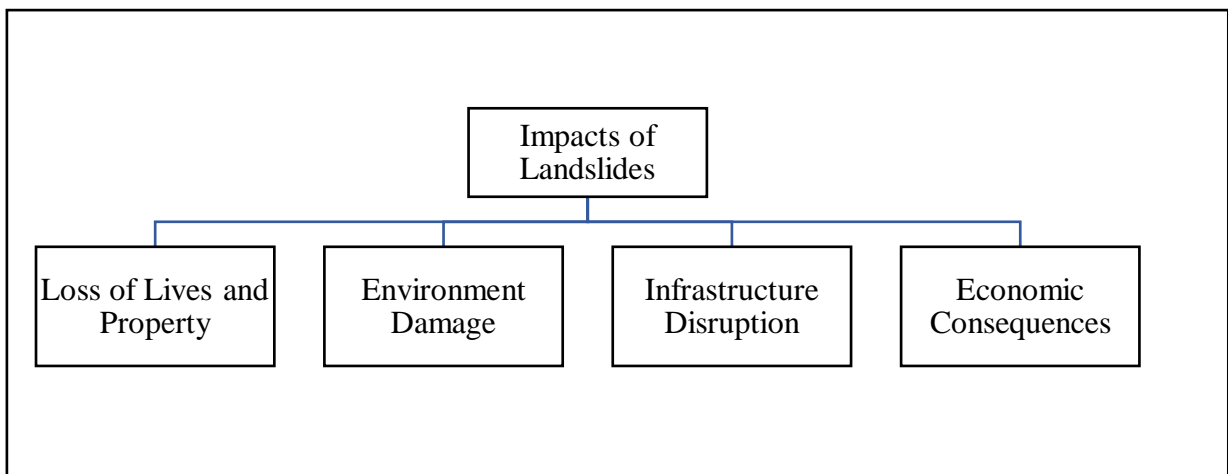 Impacts of
Landslides
Loss of Lives and
Property
Environment
Damage
Infrastructure
Disruption
Economic
Consequences